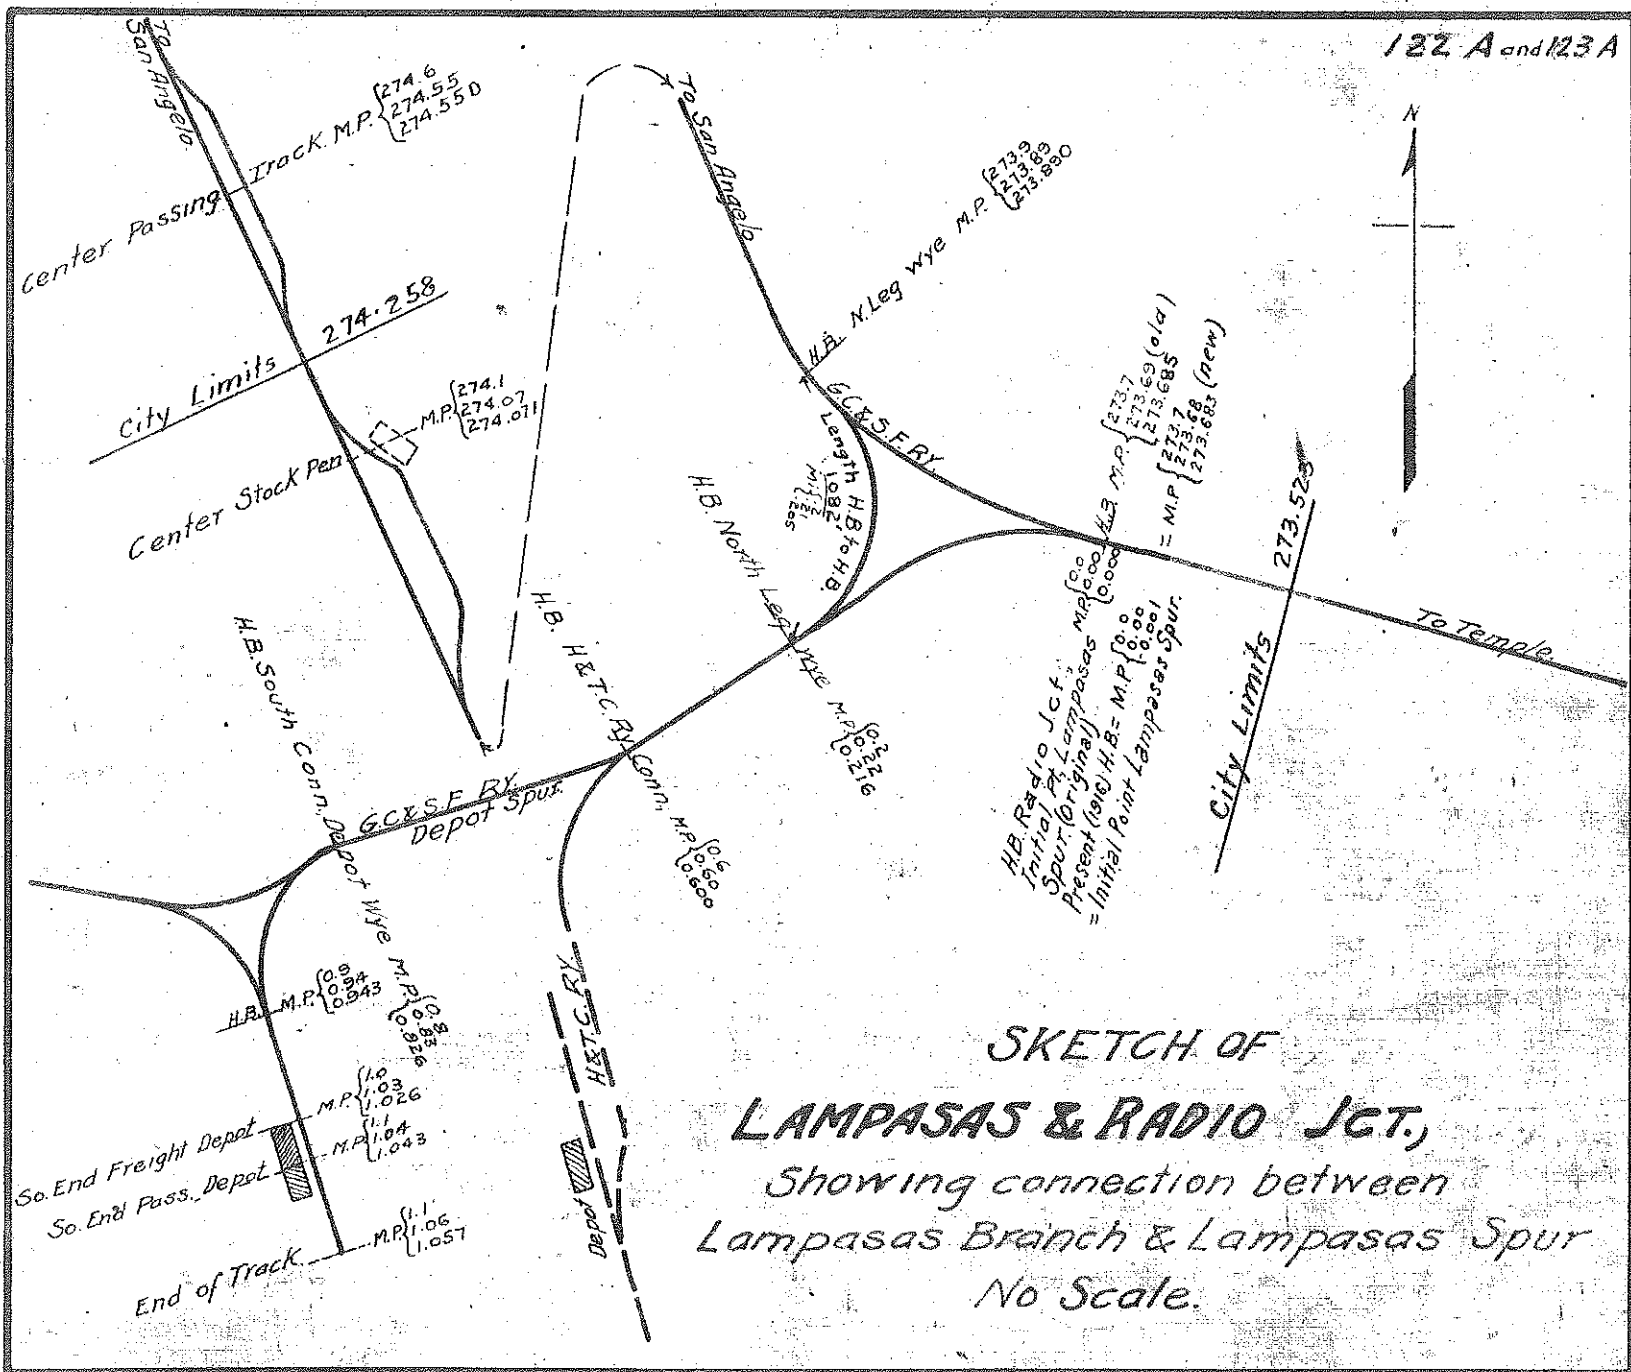 122 A and 123 A
To
San Angelo
Center Passing Track M.P. 274.6
274.55
274.550
City Limits 274.258
Center Stock Pen M.P. 274.1
274.07
274.071
To San Angelo
N
H.B. N. Leg Wye M.P. 273.9
273.89
273.890
G.C.&S.F. RY.
Length H.B. to H.B.
1082'
Mi. .2
.21
.205
H.B. M.P. 273.7
273.69 (old)
273.685
= M.P. 273.7
273.68 (new)
273.683
H.B. Radio Jct.;
Initial Pt. Lampasas M.P. 0.0
Spur (Original) 0.00
0.000
Present (1916) H.B. = M.P. 0.0
0.00
-0.001
= Initial Point Lampasas Spur.
City Limits
To Temple
H.B. North Leg Wye M.P. 0.2
0.22
0.216
H.B. H.&T.C. Ry. Conn. M.P. 0.6
0.60
0.600
H.B. South Conn. Depot Wye M.P. 0.8
0.83
0.826
G.C.&S.F. RY.
Depot Spur
H.B. M.P. 0.9
0.94
0.943
So. End Freight Depot M.P. 1.0
1.03
1.026
So. End Pass. Depot M.P. 1.1
1.04
1.043
End of Track M.P. 1.1
1.06
1.057
H&T.C. RY.
Depot
SKETCH OF
LAMPASAS & RADIO JCT.,
Showing connection between
Lampasas Branch & Lampasas Spur
No Scale.